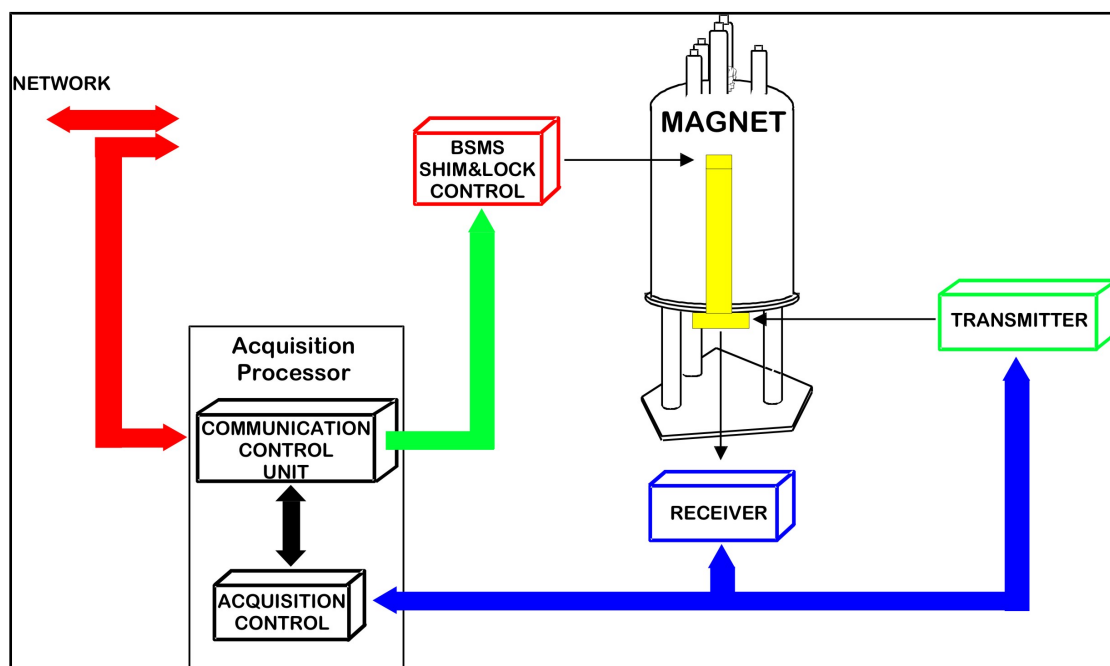 NETWORK
MAGNET
BSMS
SHIM&LOCK
CONTROL
TRANSMITTER
Acquisition
Processor
COMMUNICATION
CONTROL
UNIT
RECEIVER
ACQUISITION
CONTROL